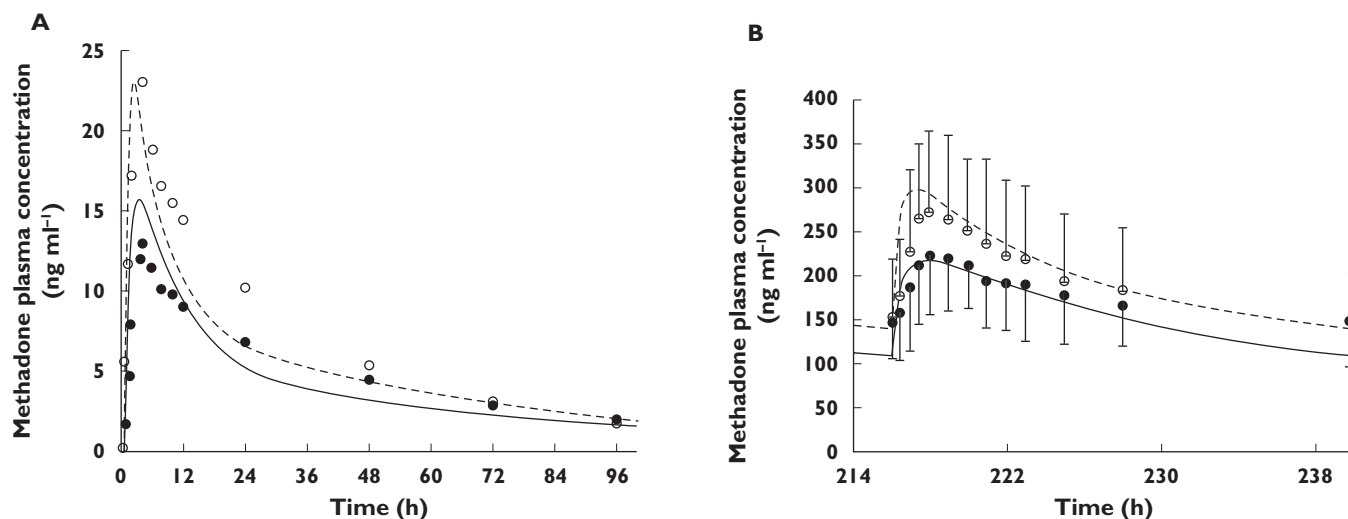 A
Methadone plasma concentration
(ng ml⁻¹)
25
20
15
10
5
0
0 12 24 36 48 60 72 84 96
Time (h)
B
Methadone plasma concentration
(ng ml⁻¹)
400
350
300
250
200
150
100
50
0
214 222 230 238
Time (h)